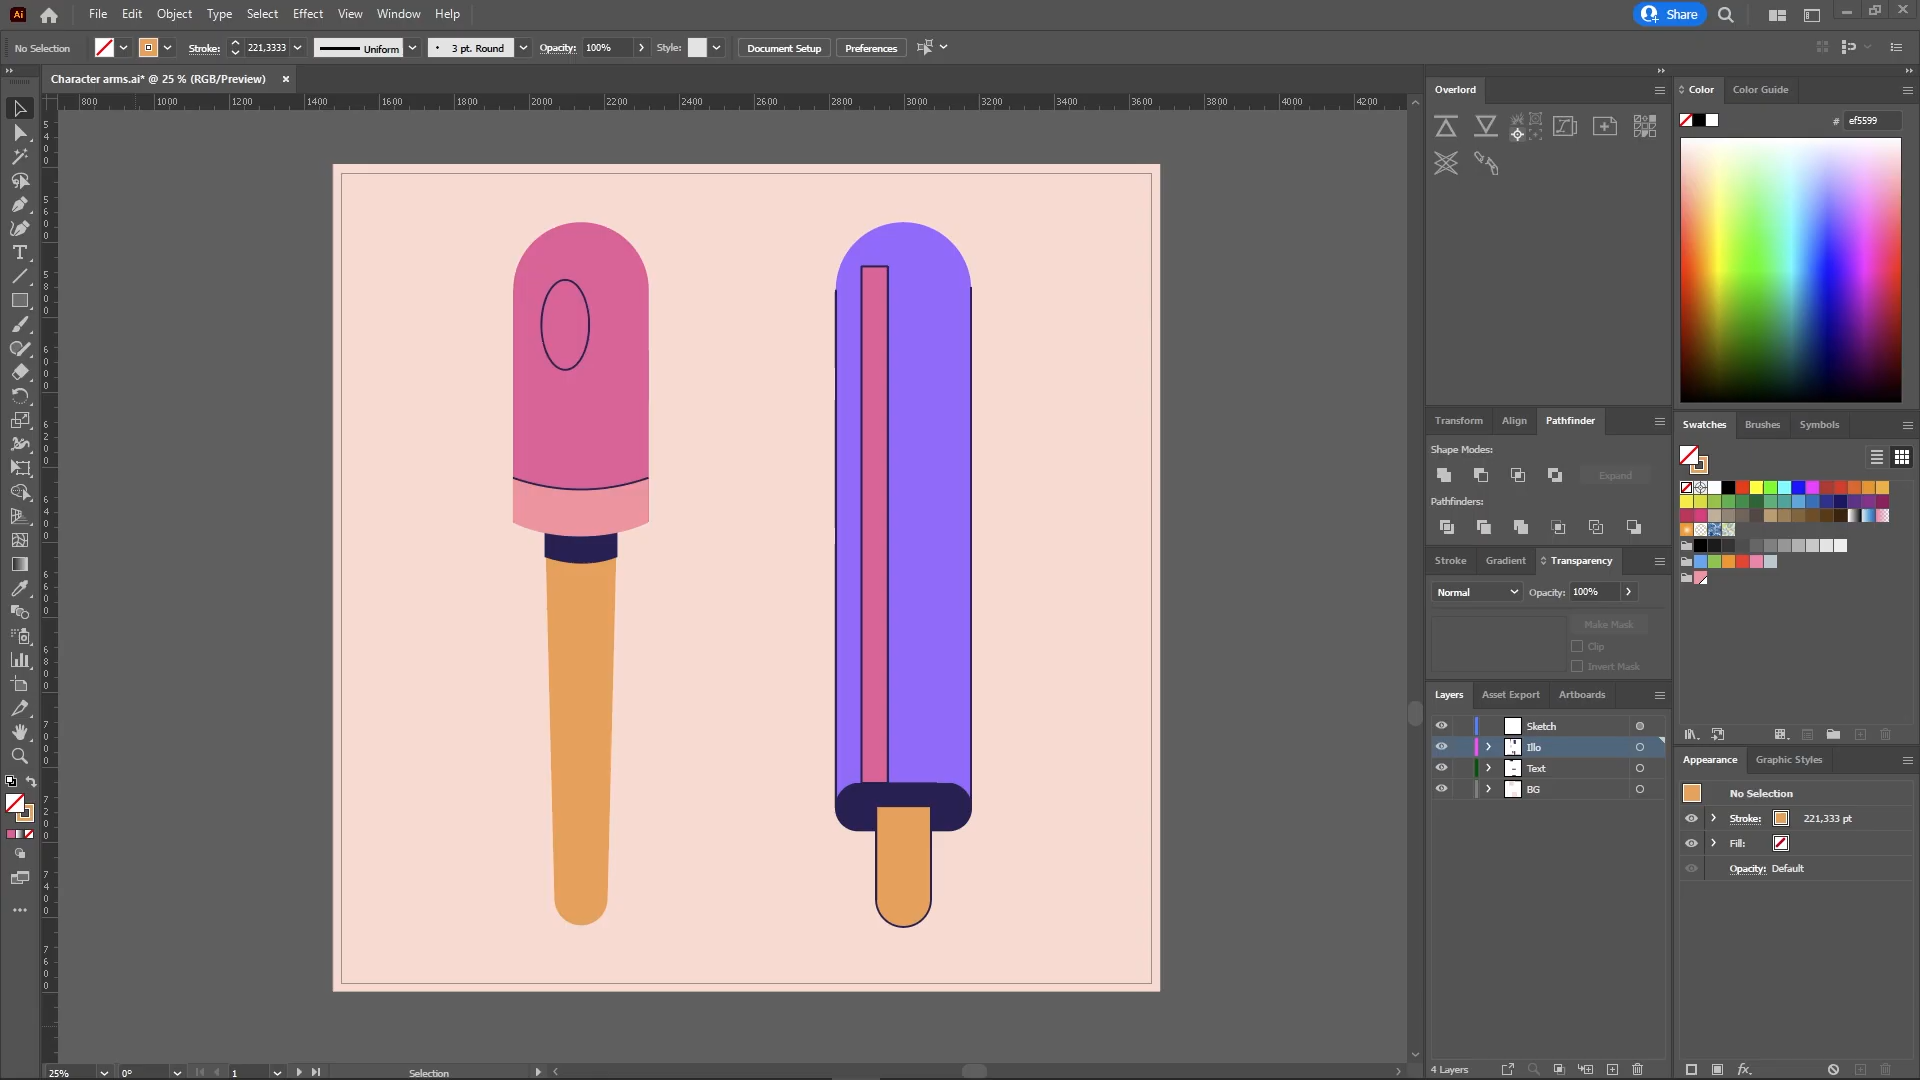 Ai File Edit Object Type Select Effect View Window Help Share
No Selection Stroke: 221,3333 Uniform 3 pt. Round Opacity: 100% Style: Document Setup Preferences
Character arms.ai* @ 25 % (RGB/Preview)
800 1000 1200 1400 1600 1800 2000 2200 2400 2600 2800 3000 3200 3400 3600 3800 4000 4200
Overlord
Color Color Guide
# ef5599
Transform Align Pathfinder
Shape Modes:
Expand
Pathfinders:
Swatches Brushes Symbols
Stroke Gradient Transparency
Normal Opacity: 100%
Make Mask
Clip
Invert Mask
Layers Asset Export Artboards
Sketch
Illo
Text
BG
4 Layers
Appearance Graphic Styles
No Selection
Stroke: 221,333 pt
Fill:
Opacity: Default
25% 0° 1 Selection